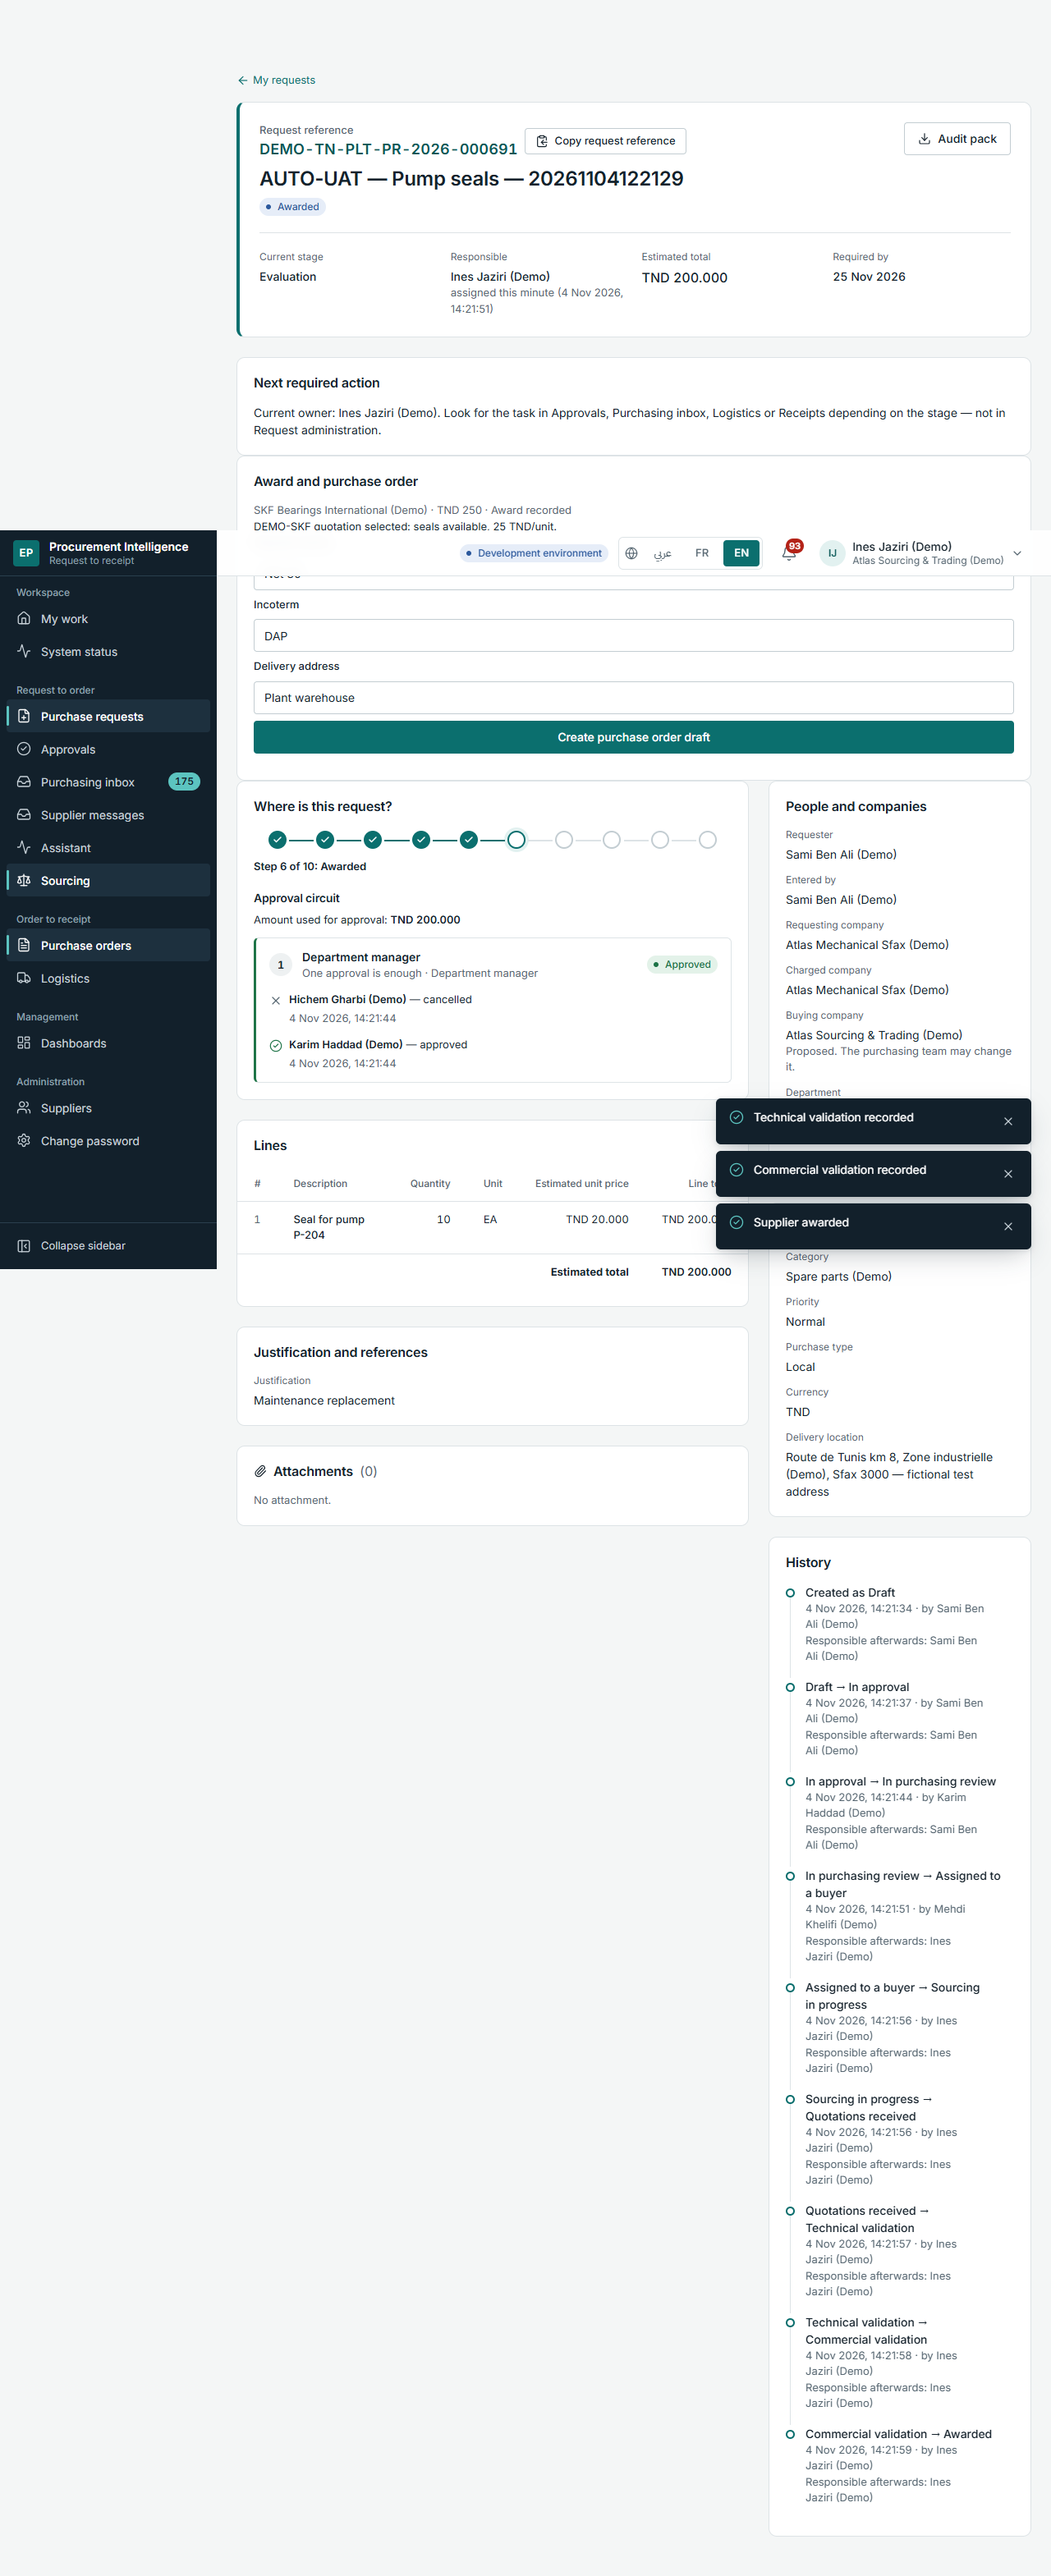 My requests
Request reference
DEMO-TN-PLT-PR-2026-000691
Copy request reference
Audit pack
AUTO-UAT — Pump seals — 20261104122129
Awarded
Current stage
Evaluation
Responsible
Ines Jaziri (Demo)
assigned this minute (4 Nov 2026,
14:21:51)
Estimated total
TND 200.000
Required by
25 Nov 2026
Next required action
Current owner: Ines Jaziri (Demo). Look for the task in Approvals, Purchasing inbox, Logistics or Receipts depending on the stage — not in
Request administration.
Award and purchase order
SKF Bearings International (Demo) · TND 250 · Award recorded
DEMO-SKF quotation selected: seals available, 25 TND/unit.
EP
Procurement Intelligence
Request to receipt
Development environment
عربي
FR
EN
93
IJ
Ines Jaziri (Demo)
Atlas Sourcing & Trading (Demo)
Workspace
My work
System status
Request to order
Purchase requests
Approvals
Purchasing inbox
175
Supplier messages
Assistant
Sourcing
Order to receipt
Purchase orders
Logistics
Management
Dashboards
Administration
Suppliers
Change password
Collapse sidebar
Incoterm
DAP
Delivery address
Plant warehouse
Create purchase order draft
Where is this request?
Step 6 of 10: Awarded
Approval circuit
Amount used for approval: TND 200.000
1
Department manager
One approval is enough · Department manager
Approved
Hichem Gharbi (Demo) — cancelled
4 Nov 2026, 14:21:44
Karim Haddad (Demo) — approved
4 Nov 2026, 14:21:44
Lines
# Description Quantity Unit Estimated unit price Line
1 Seal for pump 10 EA TND 20.000 TND 200.0
P-204
Estimated total TND 200.000
Justification and references
Justification
Maintenance replacement
Attachments (0)
No attachment.
People and companies
Requester
Sami Ben Ali (Demo)
Entered by
Sami Ben Ali (Demo)
Requesting company
Atlas Mechanical Sfax (Demo)
Charged company
Atlas Mechanical Sfax (Demo)
Buying company
Atlas Sourcing & Trading (Demo)
Proposed. The purchasing team may change
it.
Department
Technical validation recorded
Commercial validation recorded
Supplier awarded
Category
Spare parts (Demo)
Priority
Normal
Purchase type
Local
Currency
TND
Delivery location
Route de Tunis km 8, Zone industrielle
(Demo), Sfax 3000 — fictional test
address
History
Created as Draft
4 Nov 2026, 14:21:34 · by Sami Ben
Ali (Demo)
Responsible afterwards: Sami Ben
Ali (Demo)
Draft → In approval
4 Nov 2026, 14:21:37 · by Sami Ben
Ali (Demo)
Responsible afterwards: Sami Ben
Ali (Demo)
In approval → In purchasing review
4 Nov 2026, 14:21:44 · by Karim
Haddad (Demo)
Responsible afterwards: Sami Ben
Ali (Demo)
In purchasing review → Assigned to
a buyer
4 Nov 2026, 14:21:51 · by Mehdi
Khelifi (Demo)
Responsible afterwards: Ines
Jaziri (Demo)
Assigned to a buyer → Sourcing
in progress
4 Nov 2026, 14:21:56 · by Ines
Jaziri (Demo)
Responsible afterwards: Ines
Jaziri (Demo)
Sourcing in progress →
Quotations received
4 Nov 2026, 14:21:56 · by Ines
Jaziri (Demo)
Responsible afterwards: Ines
Jaziri (Demo)
Quotations received →
Technical validation
4 Nov 2026, 14:21:57 · by Ines
Jaziri (Demo)
Responsible afterwards: Ines
Jaziri (Demo)
Technical validation →
Commercial validation
4 Nov 2026, 14:21:58 · by Ines
Jaziri (Demo)
Responsible afterwards: Ines
Jaziri (Demo)
Commercial validation → Awarded
4 Nov 2026, 14:21:59 · by Ines
Jaziri (Demo)
Responsible afterwards: Ines
Jaziri (Demo)